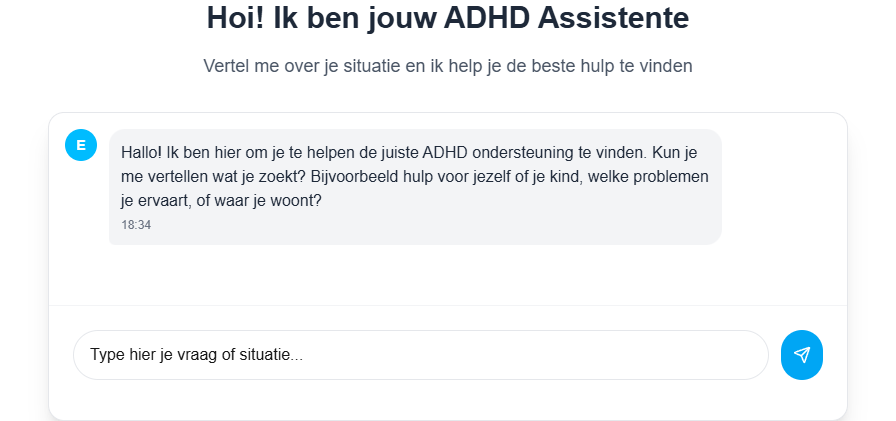 Hoi! Ik ben jouw ADHD Assistente
Vertel me over je situatie en ik help je de beste hulp te vinden
E
Hallo! Ik ben hier om je te helpen de juiste ADHD ondersteuning te vinden. Kun je
me vertellen wat je zoekt? Bijvoorbeeld hulp voor jezelf of je kind, welke problemen
je ervaart, of waar je woont?
18:34
Type hier je vraag of situatie...